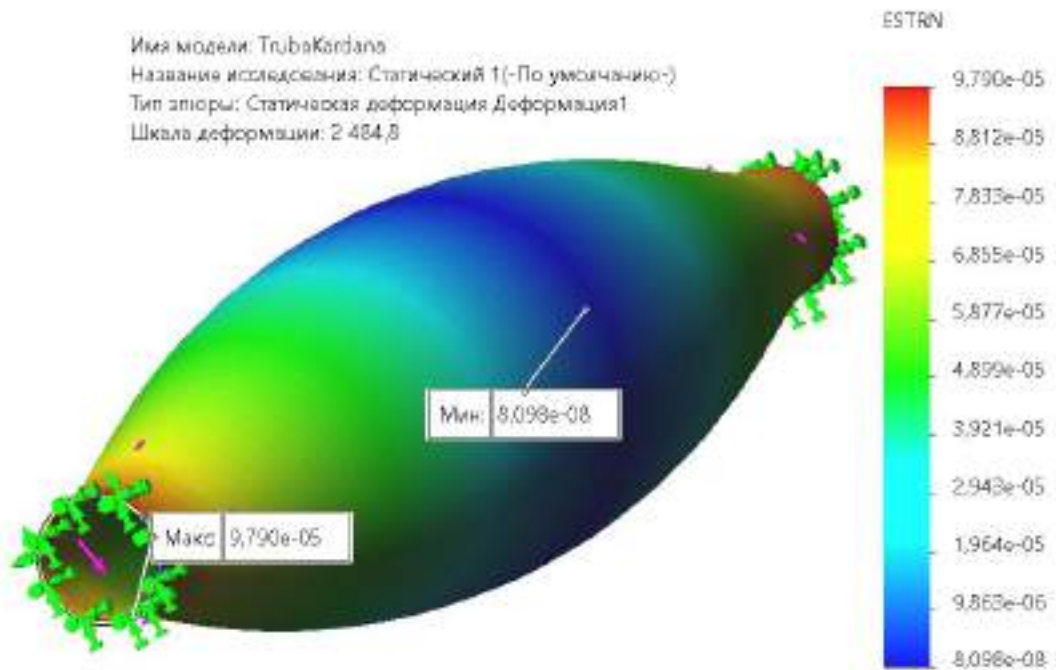 Имя модели: TrubaKardana
Название исследования: Статический 1(-По умолчанию-)
Тип эпюры: Статическая деформация Деформация1
Шкала деформации: 2 484,8
ESTRN
9,790e-05
8,812e-05
7,833e-05
6,855e-05
5,877e-05
4,899e-05
3,921e-05
2,943e-05
1,964e-05
9,863e-06
8,098e-08
Мин: 8,098e-08
Макс 9,790e-05